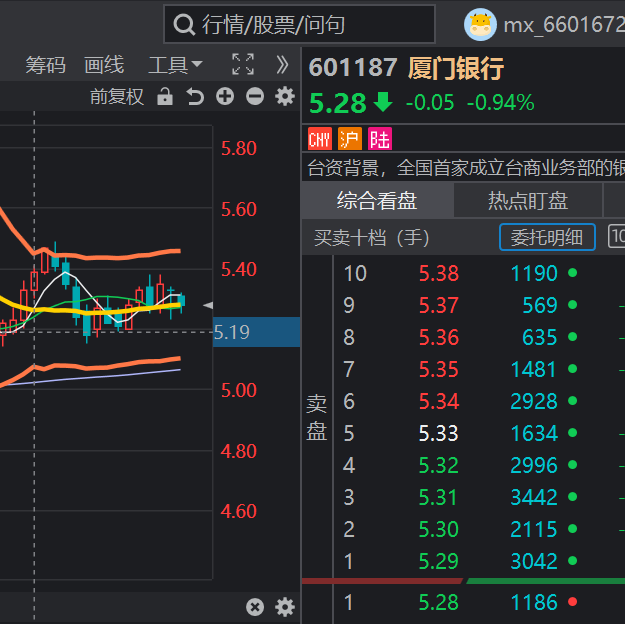 行情/股票/问句
mx_6601672
筹码 画线 工具
前复权
601187 厦门银行
5.28 -0.05 -0.94%
CNY 沪 陆
台资背景，全国首家成立台商业务部的银
综合看盘 热点盯盘
买卖十档（手） 委托明细 10
5.80
5.60
5.40
5.19
5.00
4.80
4.60
卖盘
10 5.38 1190
9 5.37 569
8 5.36 635
7 5.35 1481
6 5.34 2928
5 5.33 1634
4 5.32 2996
3 5.31 3442
2 5.30 2115
1 5.29 3042
1 5.28 1186